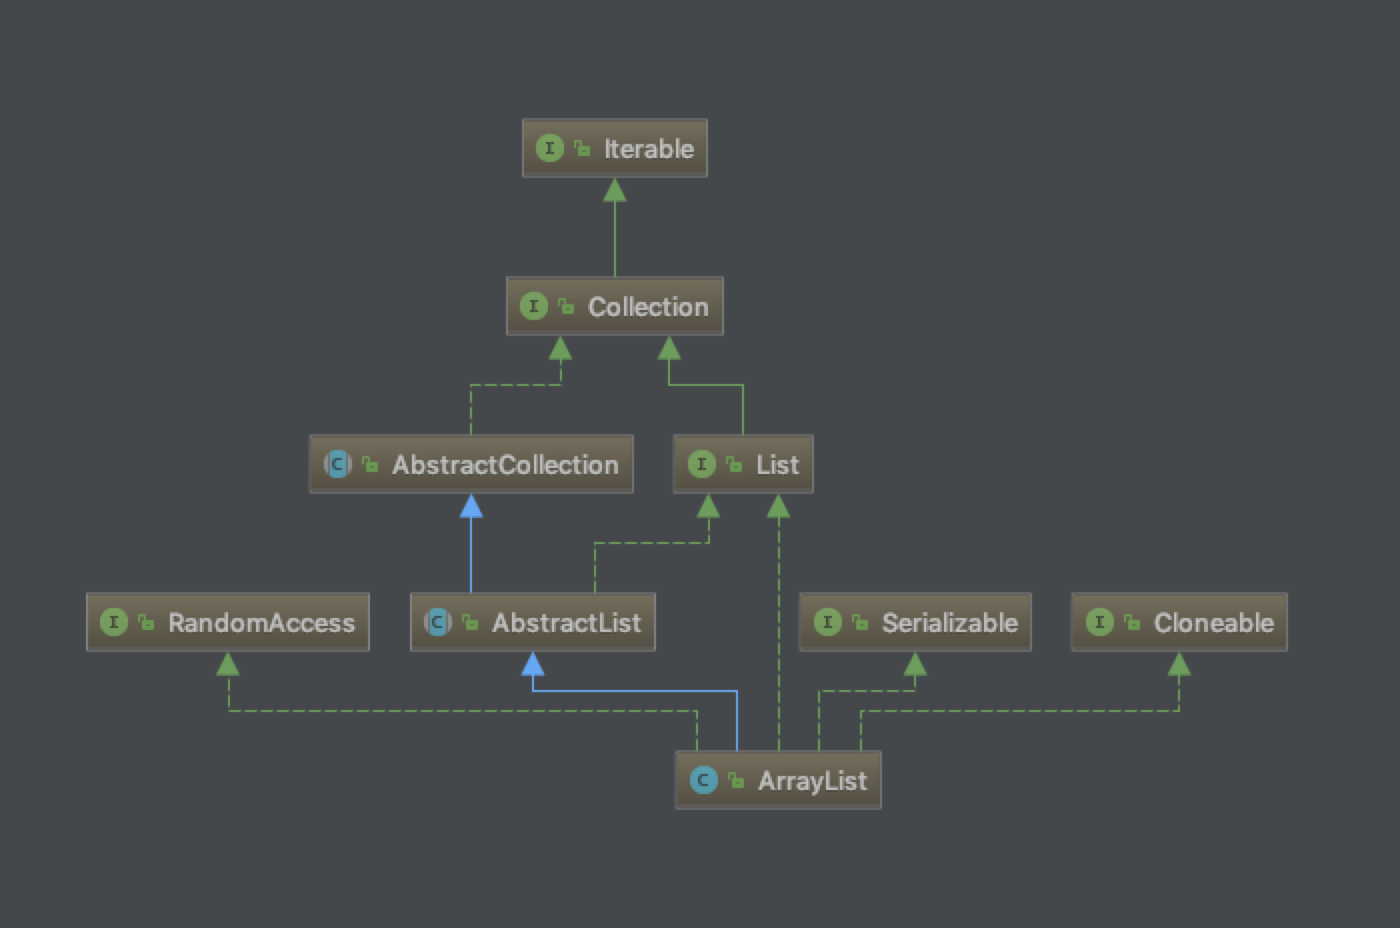 I Iterable
I Collection
C AbstractCollection
I List
I RandomAccess
C AbstractList
I Serializable
I Cloneable
C ArrayList